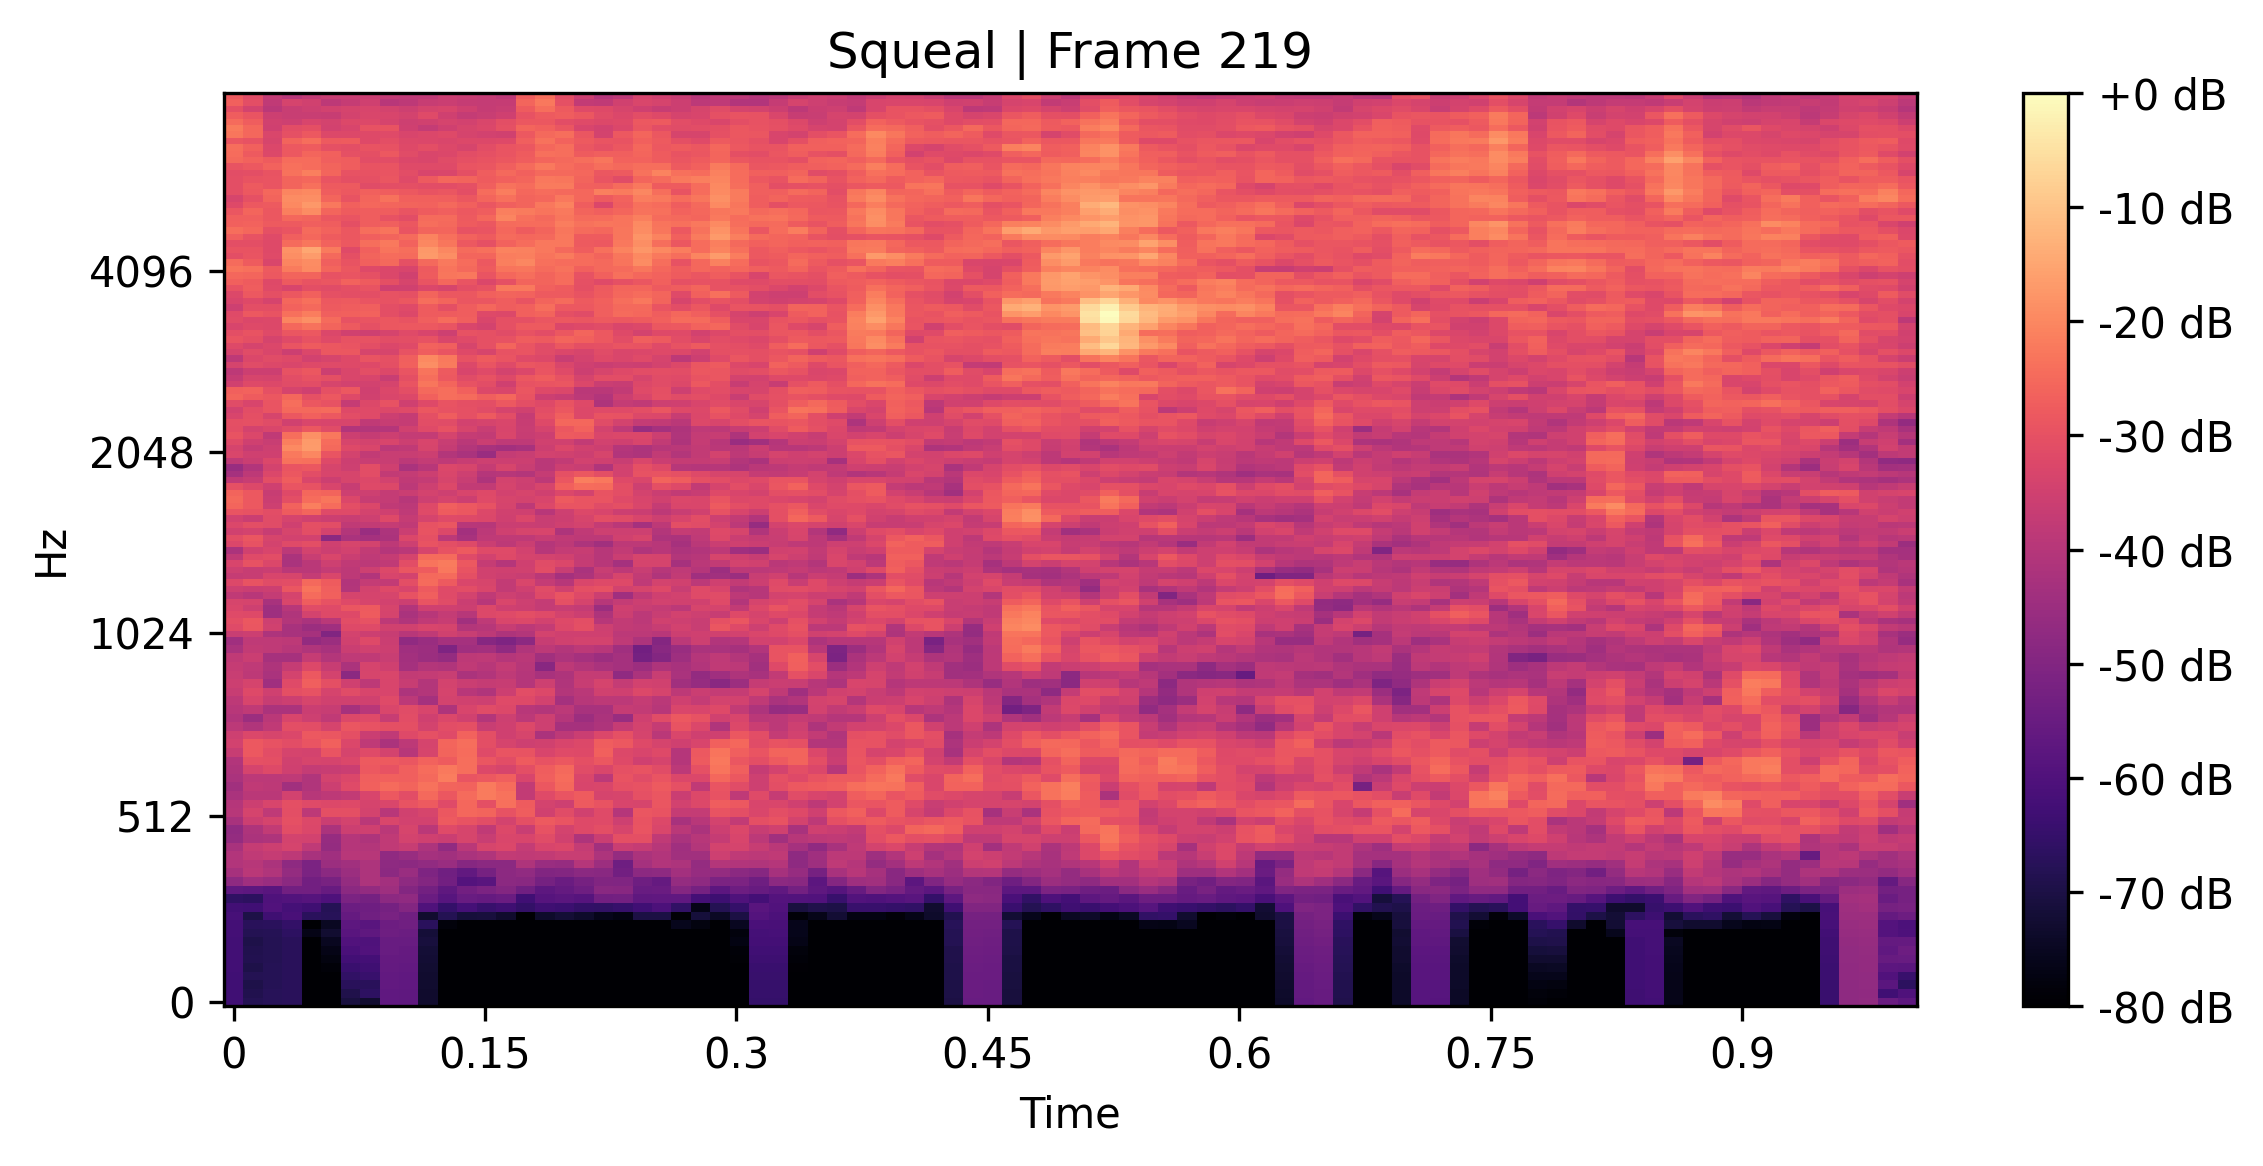 Squeal | Frame 219
Hz
4096
2048
1024
512
0
0 0.15 0.3 0.45 0.6 0.75 0.9
Time
+0 dB
-10 dB
-20 dB
-30 dB
-40 dB
-50 dB
-60 dB
-70 dB
-80 dB